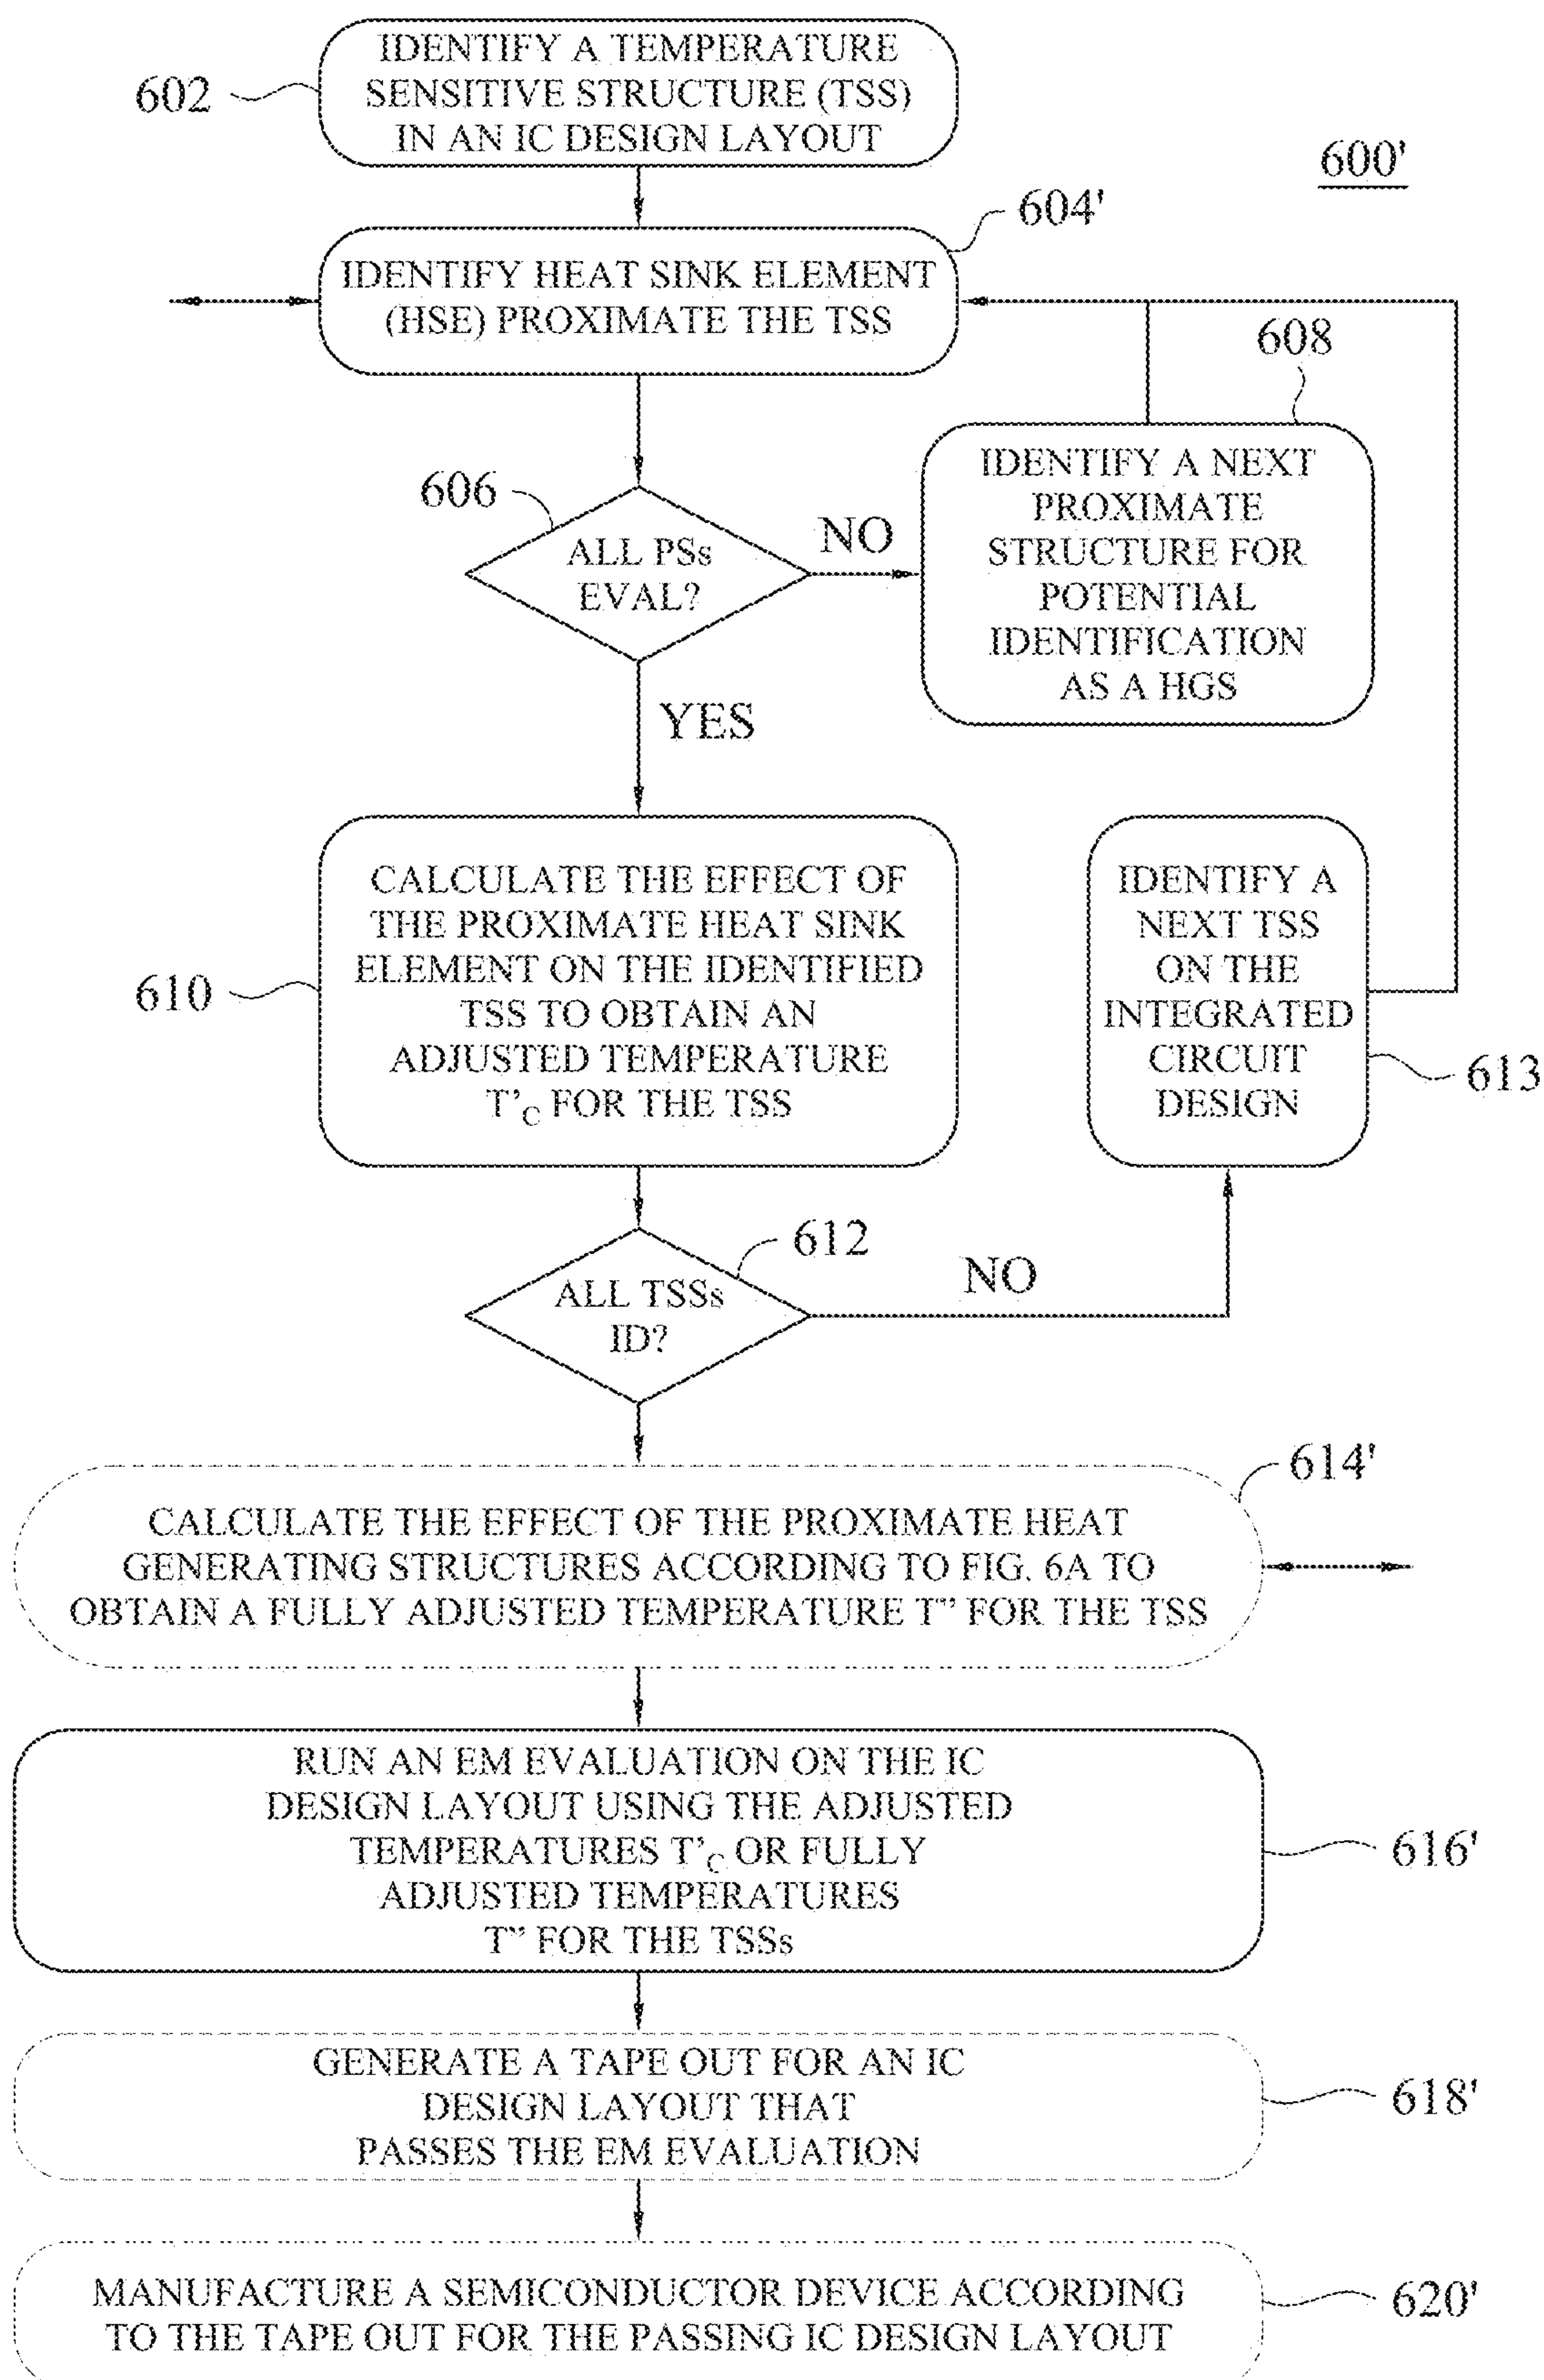 IDENTIFY A TEMPERATURE
SENSITIVE STRUCTURE (TSS)
IN AN IC DESIGN LAYOUT
602
600'
604'
IDENTIFY HEAT SINK ELEMENT
(HSE) PROXIMATE THE TSS
608
606
ALL PSs
EVAL?
NO
IDENTIFY A NEXT
PROXIMATE
STRUCTURE FOR
POTENTIAL
IDENTIFICATION
AS A HGS
YES
CALCULATE THE EFFECT OF
THE PROXIMATE HEAT SINK
ELEMENT ON THE IDENTIFIED
TSS TO OBTAIN AN
ADJUSTED TEMPERATURE
T'C FOR THE TSS
610
IDENTIFY A
NEXT TSS
ON THE
INTEGRATED
CIRCUIT
DESIGN
613
612
ALL TSSs
ID?
NO
614'
CALCULATE THE EFFECT OF THE PROXIMATE HEAT
GENERATING STRUCTURES ACCORDING TO FIG. 6A TO
OBTAIN A FULLY ADJUSTED TEMPERATURE T” FOR THE TSS
RUN AN EM EVALUATION ON THE IC
DESIGN LAYOUT USING THE ADJUSTED
TEMPERATURES T'C OR FULLY
ADJUSTED TEMPERATURES
T” FOR THE TSSs
616'
GENERATE A TAPE OUT FOR AN IC
DESIGN LAYOUT THAT
PASSES THE EM EVALUATION
618'
MANUFACTURE A SEMICONDUCTOR DEVICE ACCORDING
TO THE TAPE OUT FOR THE PASSING IC DESIGN LAYOUT
620'